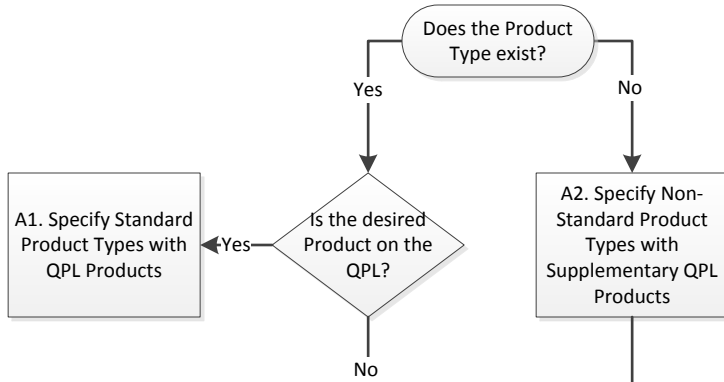 Does the Product
Type exist?
Yes
No
A1. Specify Standard
Product Types with
QPL Products
Yes
Is the desired
Product on the
QPL?
A2. Specify Non-
Standard Product
Types with
Supplementary QPL
Products
No